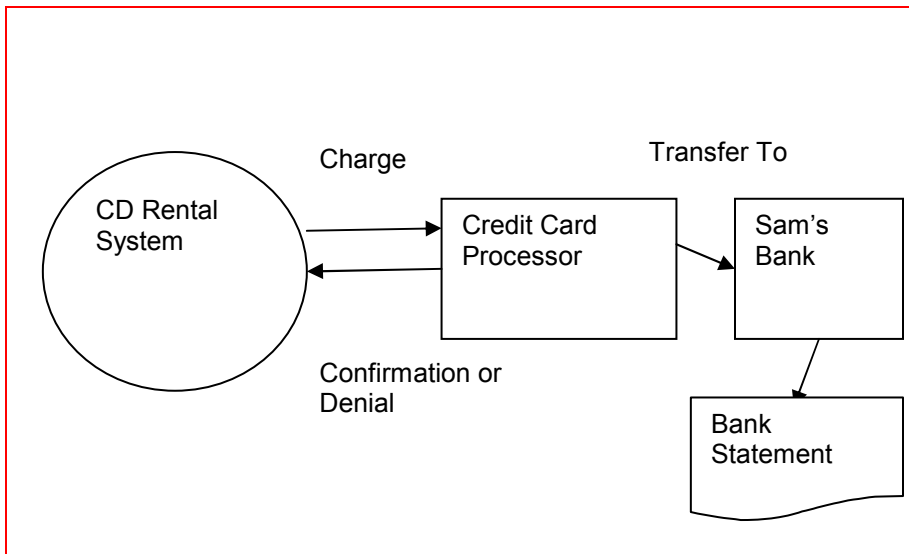 Charge
Transfer To
CD Rental
System
Credit Card
Processor
Sam’s
Bank
Confirmation or
Denial
Bank
Statement